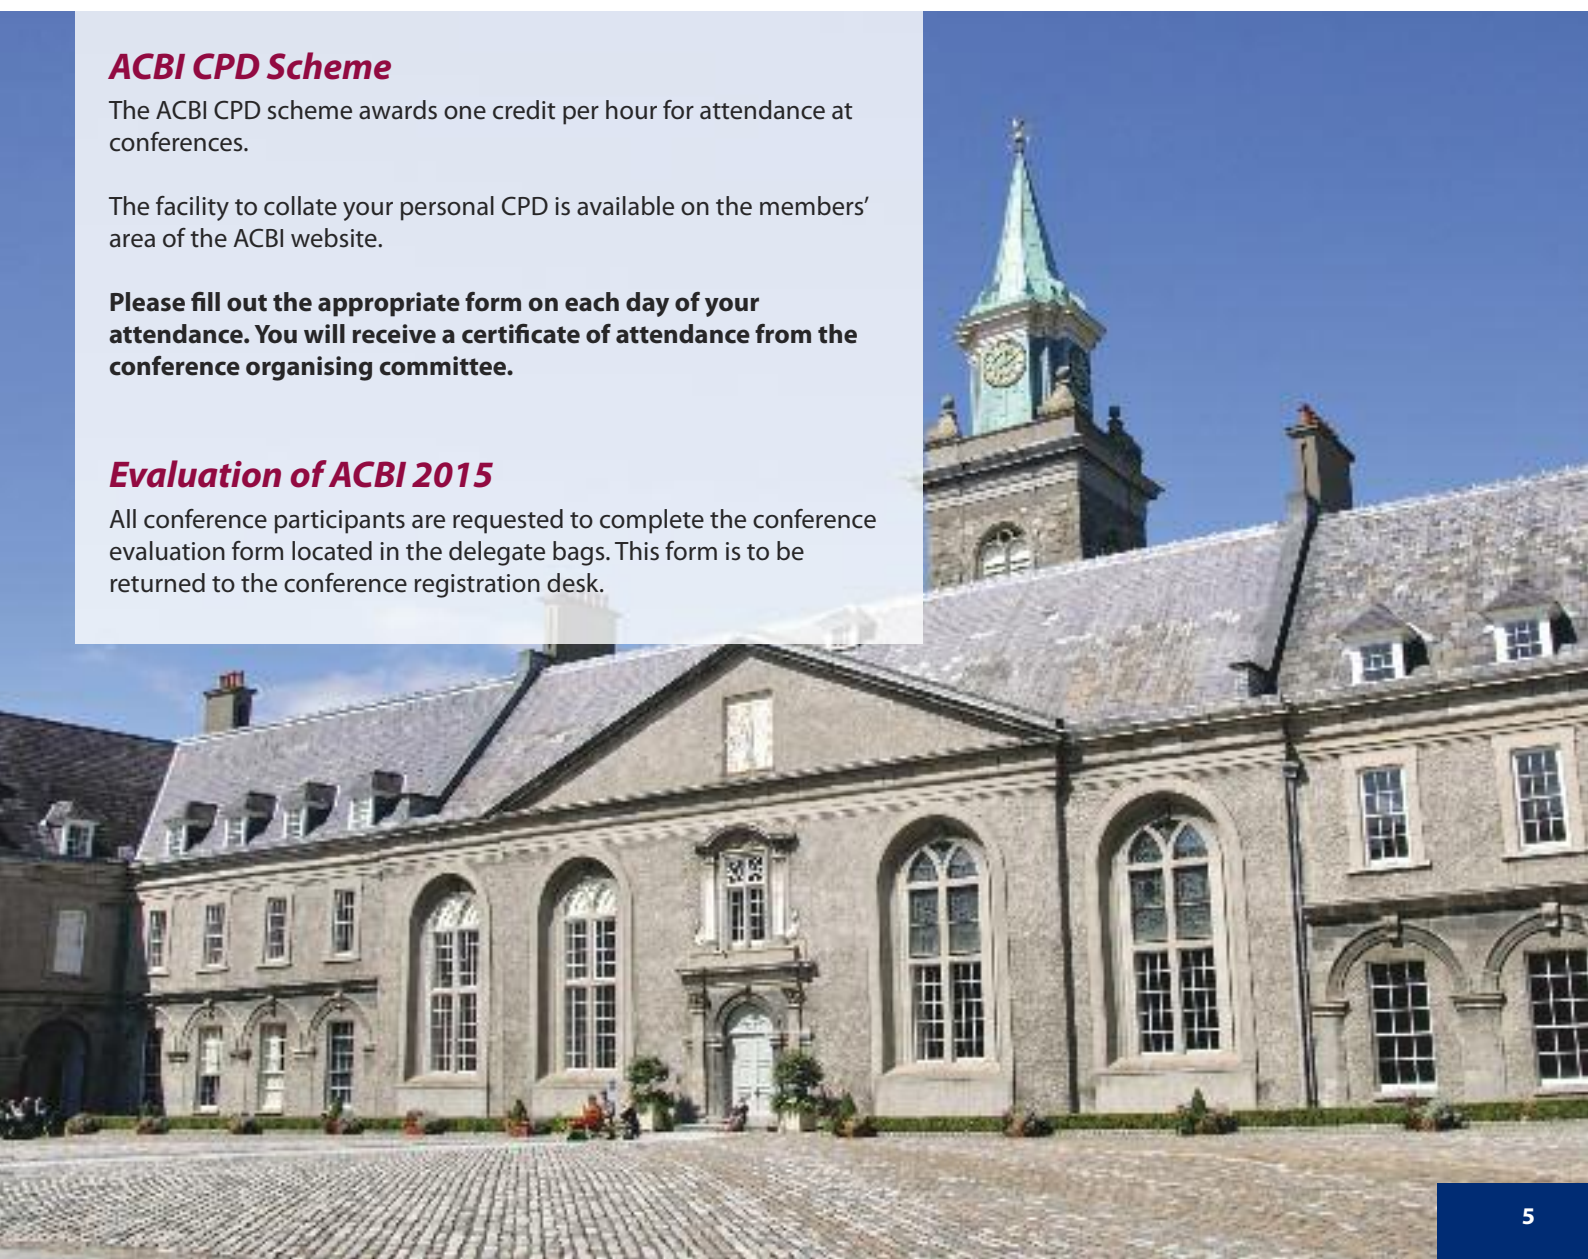 ACBI CPD Scheme
The ACBI CPD scheme awards one credit per hour for attendance at
conferences.
The facility to collate your personal CPD is available on the members’
area of the ACBI website.
Please fill out the appropriate form on each day of your
attendance. You will receive a certificate of attendance from the
conference organising committee.
Evaluation of ACBI 2015
All conference participants are requested to complete the conference
evaluation form located in the delegate bags. This form is to be
returned to the conference registration desk.
5